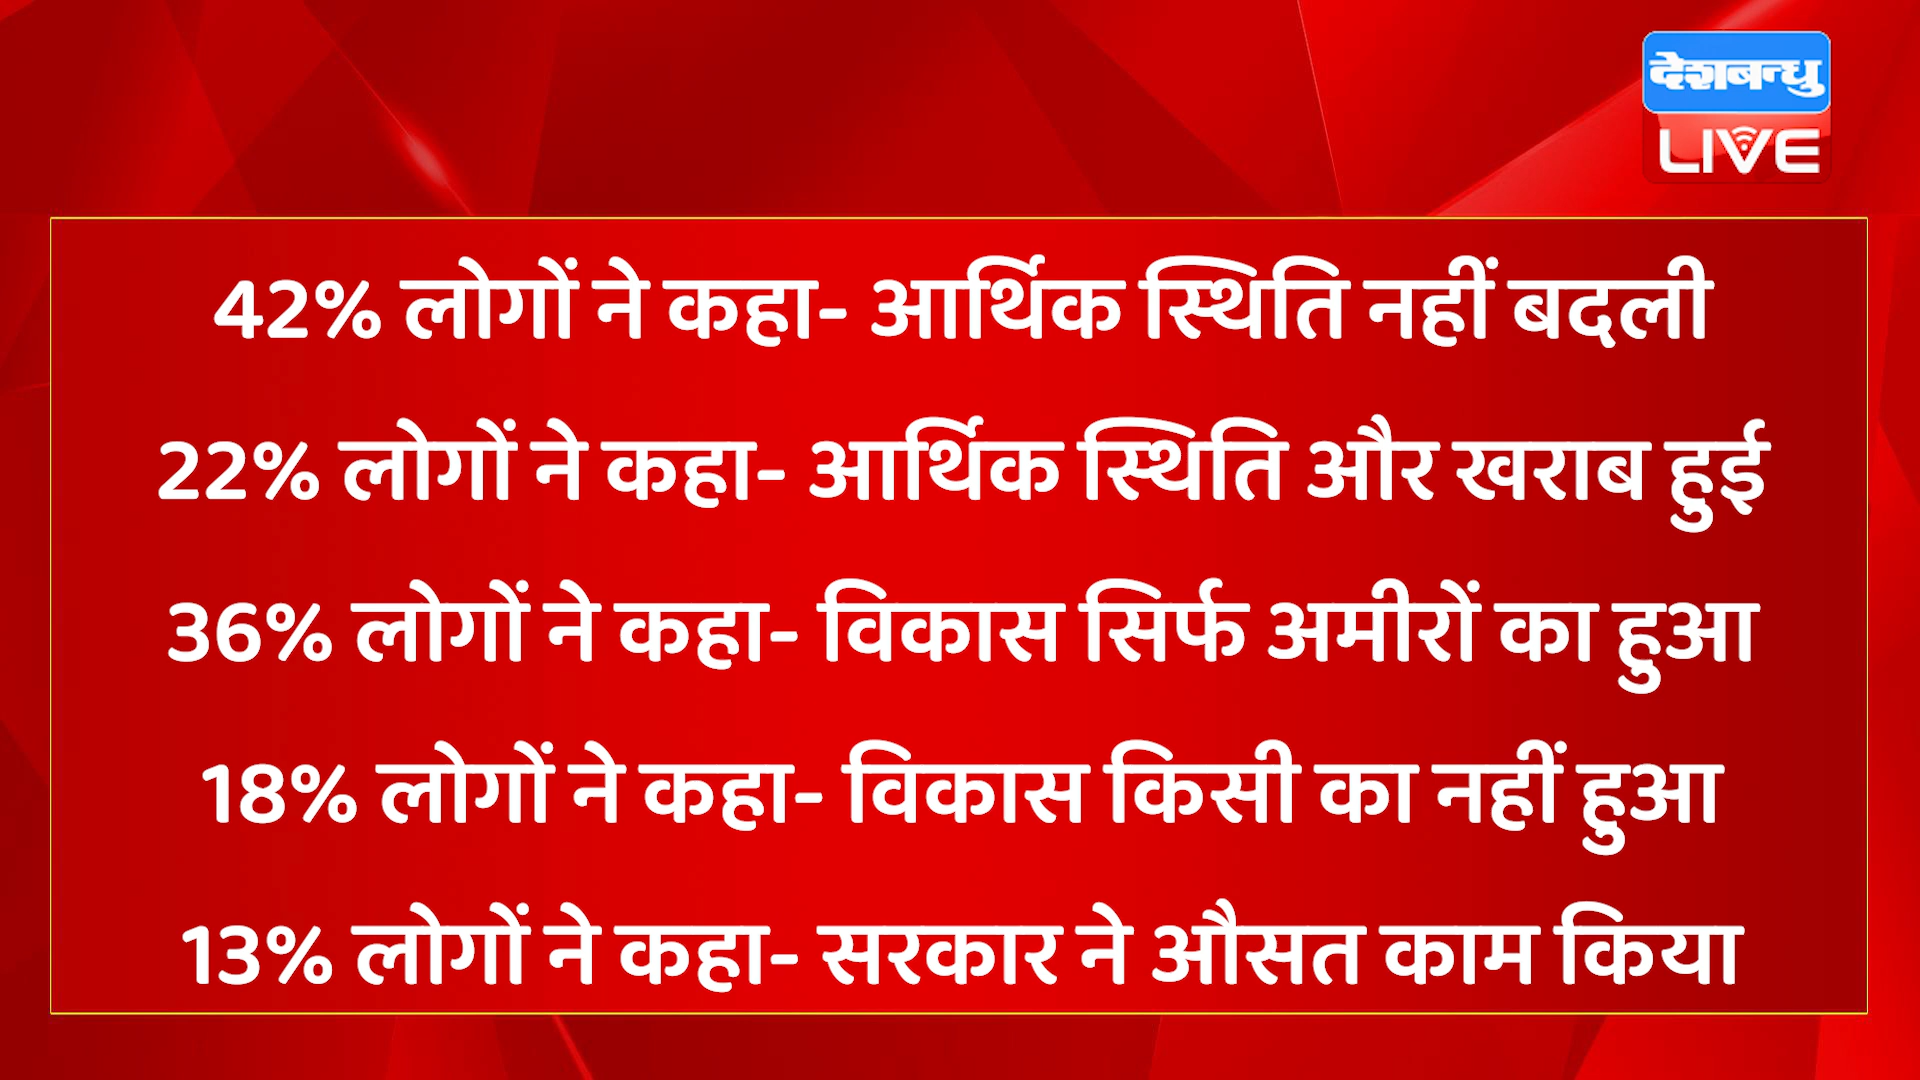 देशबन्धु
LIVE
42% लोगों ने कहा- आर्थिक स्थिति नहीं बदली
22% लोगों ने कहा- आर्थिक स्थिति और खराब हुई
36% लोगों ने कहा- विकास सिर्फ अमीरों का हुआ
18% लोगों ने कहा- विकास किसी का नहीं हुआ
13% लोगों ने कहा- सरकार ने औसत काम किया